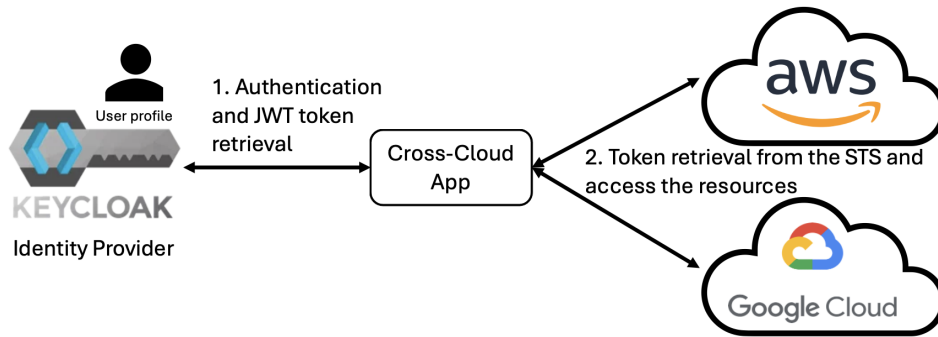 User profile
KEYCLOAK
Identity Provider
1. Authentication
and JWT token
retrieval
Cross-Cloud
App
2. Token retrieval from the STS and
access the resources
aws
Google Cloud